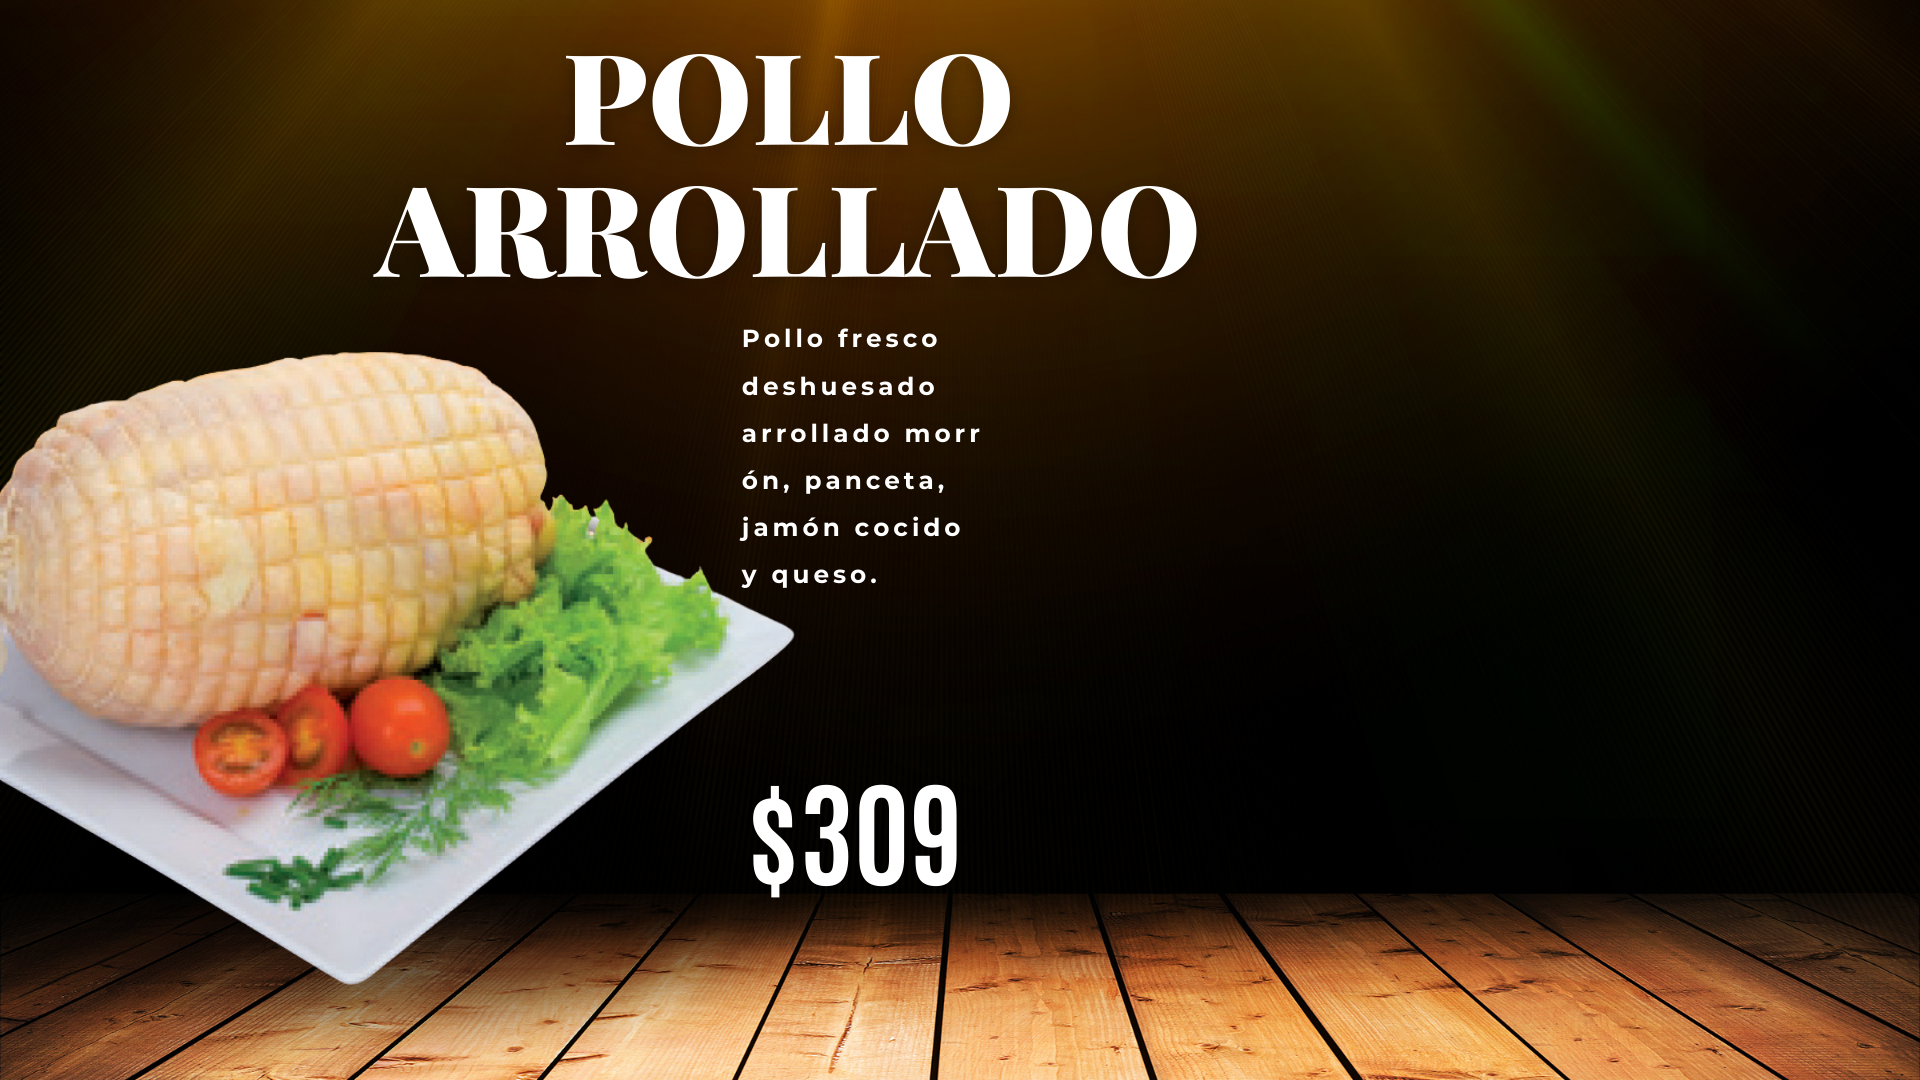 POLLO
ARROLLADO
Pollo fresco
deshuesado
arrollado morr
ón, panceta,
jamón cocido
y queso.
$309